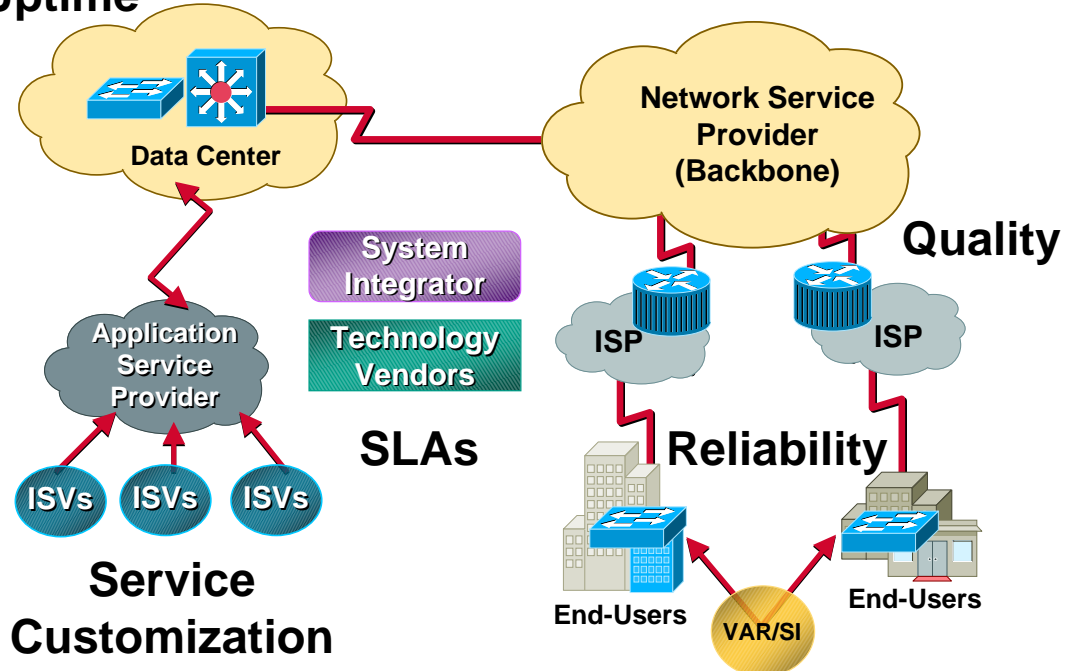 Data Center
Network Service
Provider
(Backbone)
Quality
System
Integrator
Technology
Vendors
Application
Service
Provider
ISP
ISP
SLAs
Reliability
ISVs
ISVs
ISVs
Service
Customization
End-Users
End-Users
VAR/SI